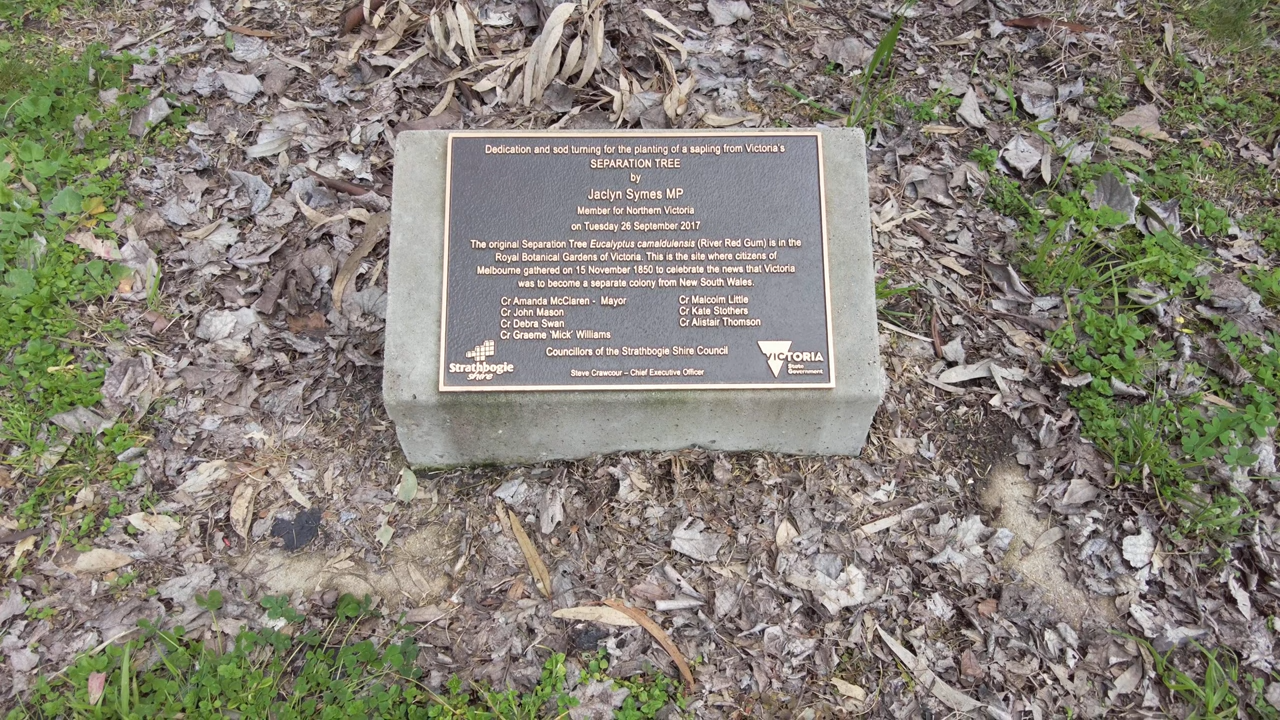 Dedication and sod turning for the planting of a sapling from Victoria's
SEPARATION TREE
by
Jaclyn Symes MP
Member for Northern Victoria
on Tuesday 26 September 2017
The original Separation Tree Eucalyptus camaldulensis (River Red Gum) is in the
Royal Botanical Gardens of Victoria. This is the site where citizens of
Melbourne gathered on 15 November 1850 to celebrate the news that Victoria
was to become a separate colony from New South Wales.
Cr Amanda McClaren - Mayor
Cr John Mason
Cr Debra Swan
Cr Graeme 'Mick' Williams
Cr Malcolm Little
Cr Kate Stothers
Cr Alistair Thomson
Councillors of the Strathbogie Shire Council
Steve Crawcour – Chief Executive Officer
Strathbogie
shire
VICTORIA
State
Government